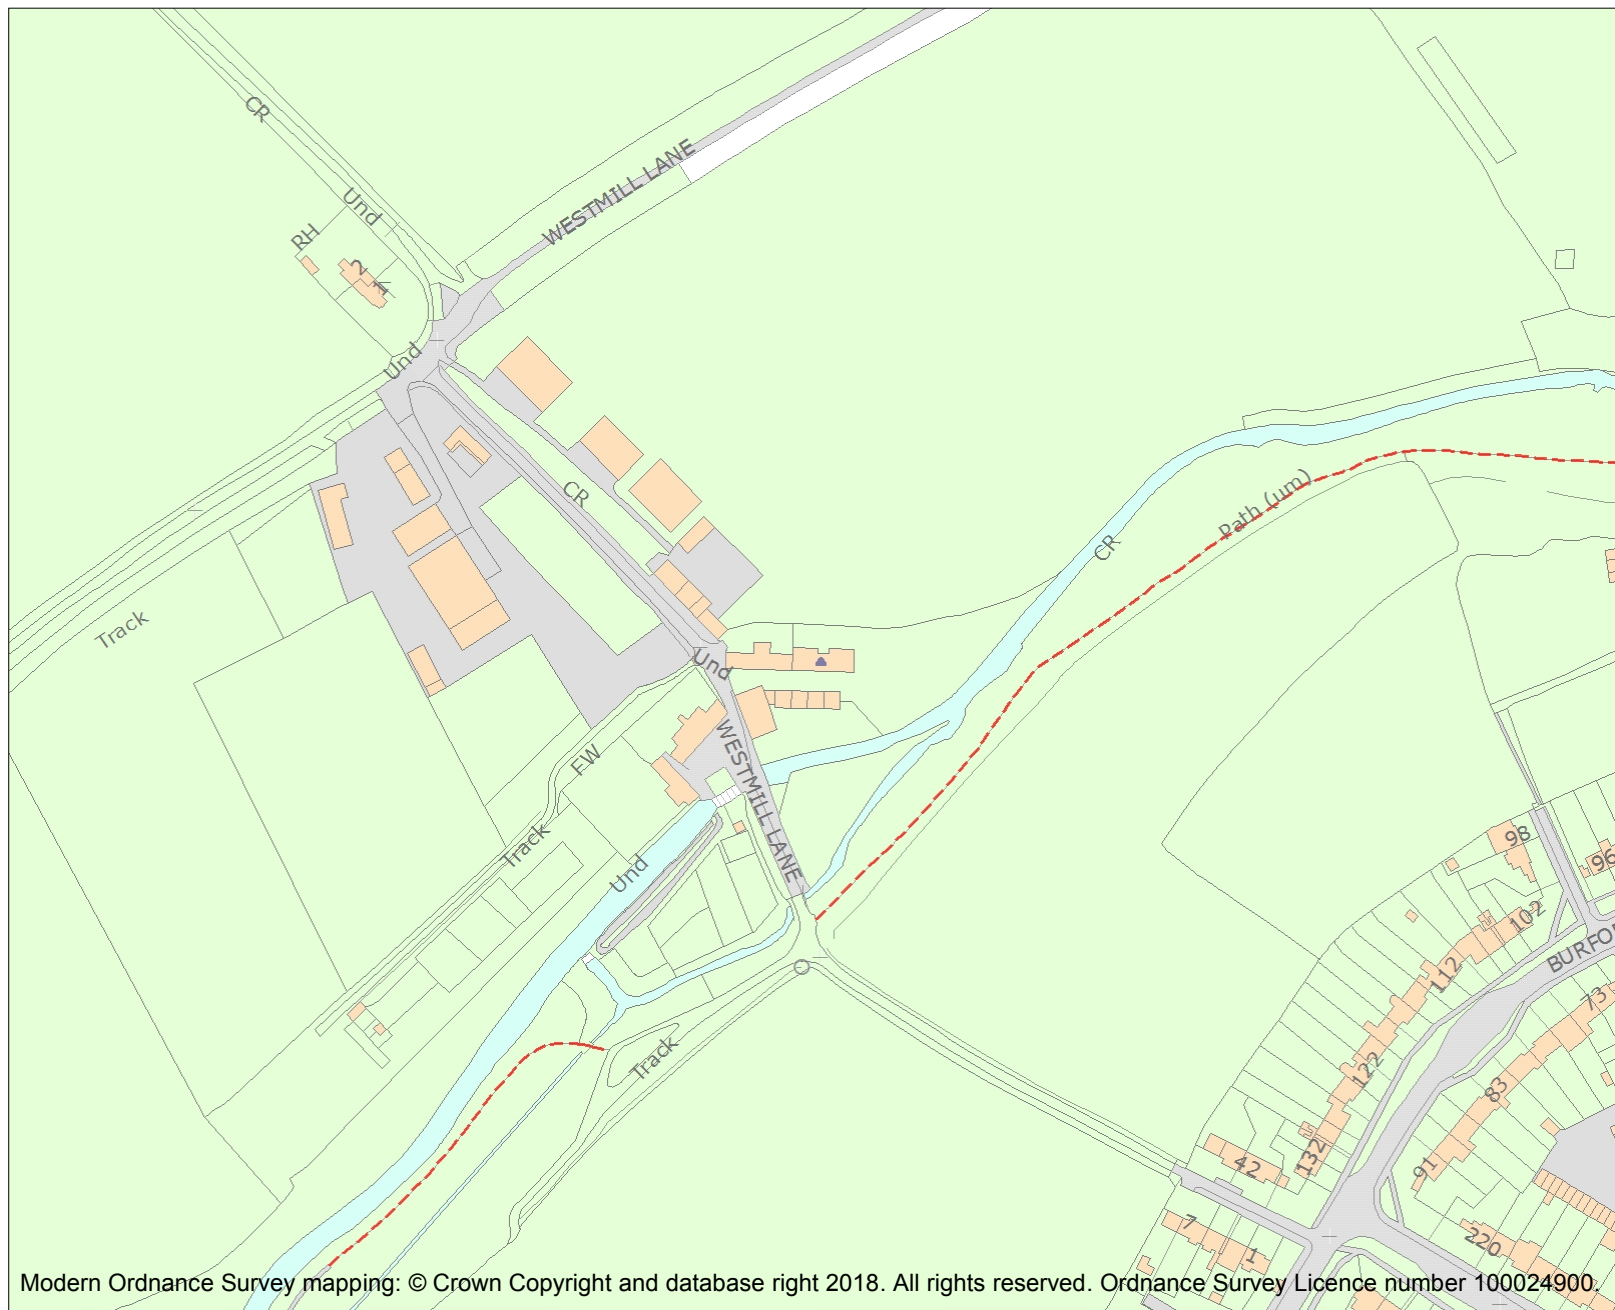 CR
WESTMILL LANE
Und
RH
2
1
Und
CR
Path (um)
CR
Track
Und
FW
WESTMILL LANE
Track
Und
98
96
102
BURFO
112
73
Track
122
83
132
42
91
7
1
220
Modern Ordnance Survey mapping: © Crown Copyright and database right 2018. All rights reserved. Ordnance Survey Licence number 100024900.